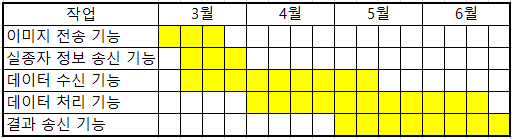 작업 3월 4월 5월 6월
이미지 전송 기능
실종자 정보 송신 기능
데이터 수신 기능
데이터 처리 기능
결과 송신 기능